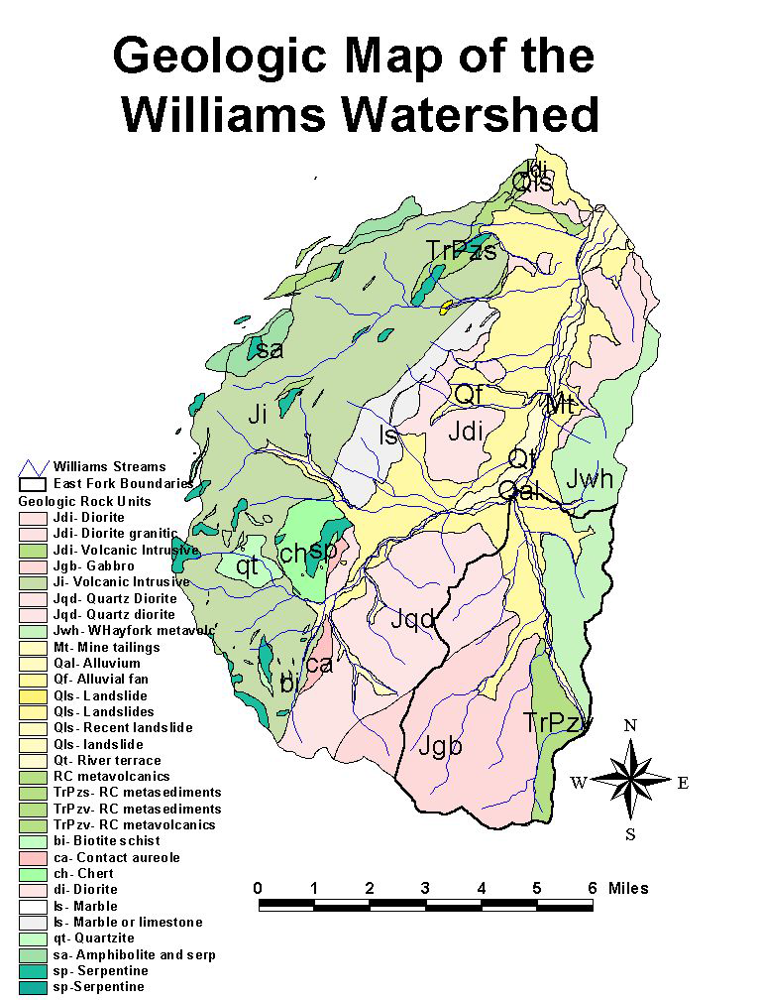 Geologic Map of the
Williams Watershed
Jdi
Qls
TrPzs
sa
Qf
Mt
Ji
ls
Jdi
Qt
Qal
Jwh
ch
sp
qt
Jqd
ca
bi
Jgb
TrPzv
Williams Streams
East Fork Boundaries
Geologic Rock Units
Jdi- Diorite
Jdi- Diorite granitic
Jdi- Volcanic Intrusive
Jgb- Gabbro
Ji- Volcanic Intrusive
Jqd- Quartz Diorite
Jqd- Quartz diorite
Jwh- WHayfork metavolc
Mt- Mine tailings
Qal- Alluvium
Qf- Alluvial fan
Qls- Landslide
Qls- Landslides
Qls- Recent landslide
Qls- landslide
Qt- River terrace
RC metavolcanics
TrPzs- RC metasediments
TrPzv- RC metasediments
TrPzv- RC metavolcanics
bi- Biotite schist
ca- Contact aureole
ch- Chert
di- Diorite
ls- Marble
ls- Marble or limestone
qt- Quartzite
sa- Amphibolite and serp
sp- Serpentine
sp-Serpentine
N
W E
S
0 1 2 3 4 5 6 Miles